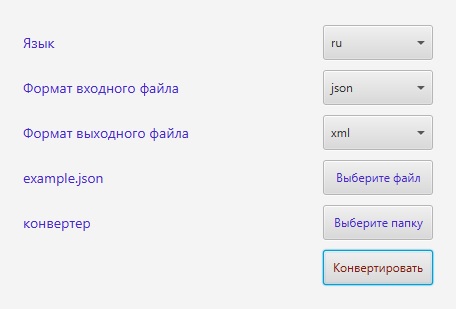 Язык ru
Формат входного файла json
Формат выходного файла xml
example.json Выберите файл
конвертер Выберите папку
Конвертировать